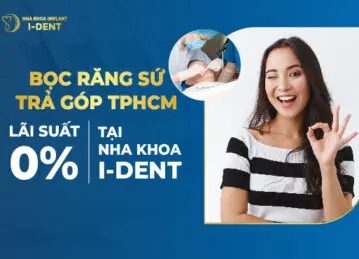 NHA KHOA IMPLANT
I-DENT
BỌC RĂNG SỨ
TRẢ GÓP TPHCM
LÃI SUẤT
0%
TẠI
NHA KHOA
I-DENT